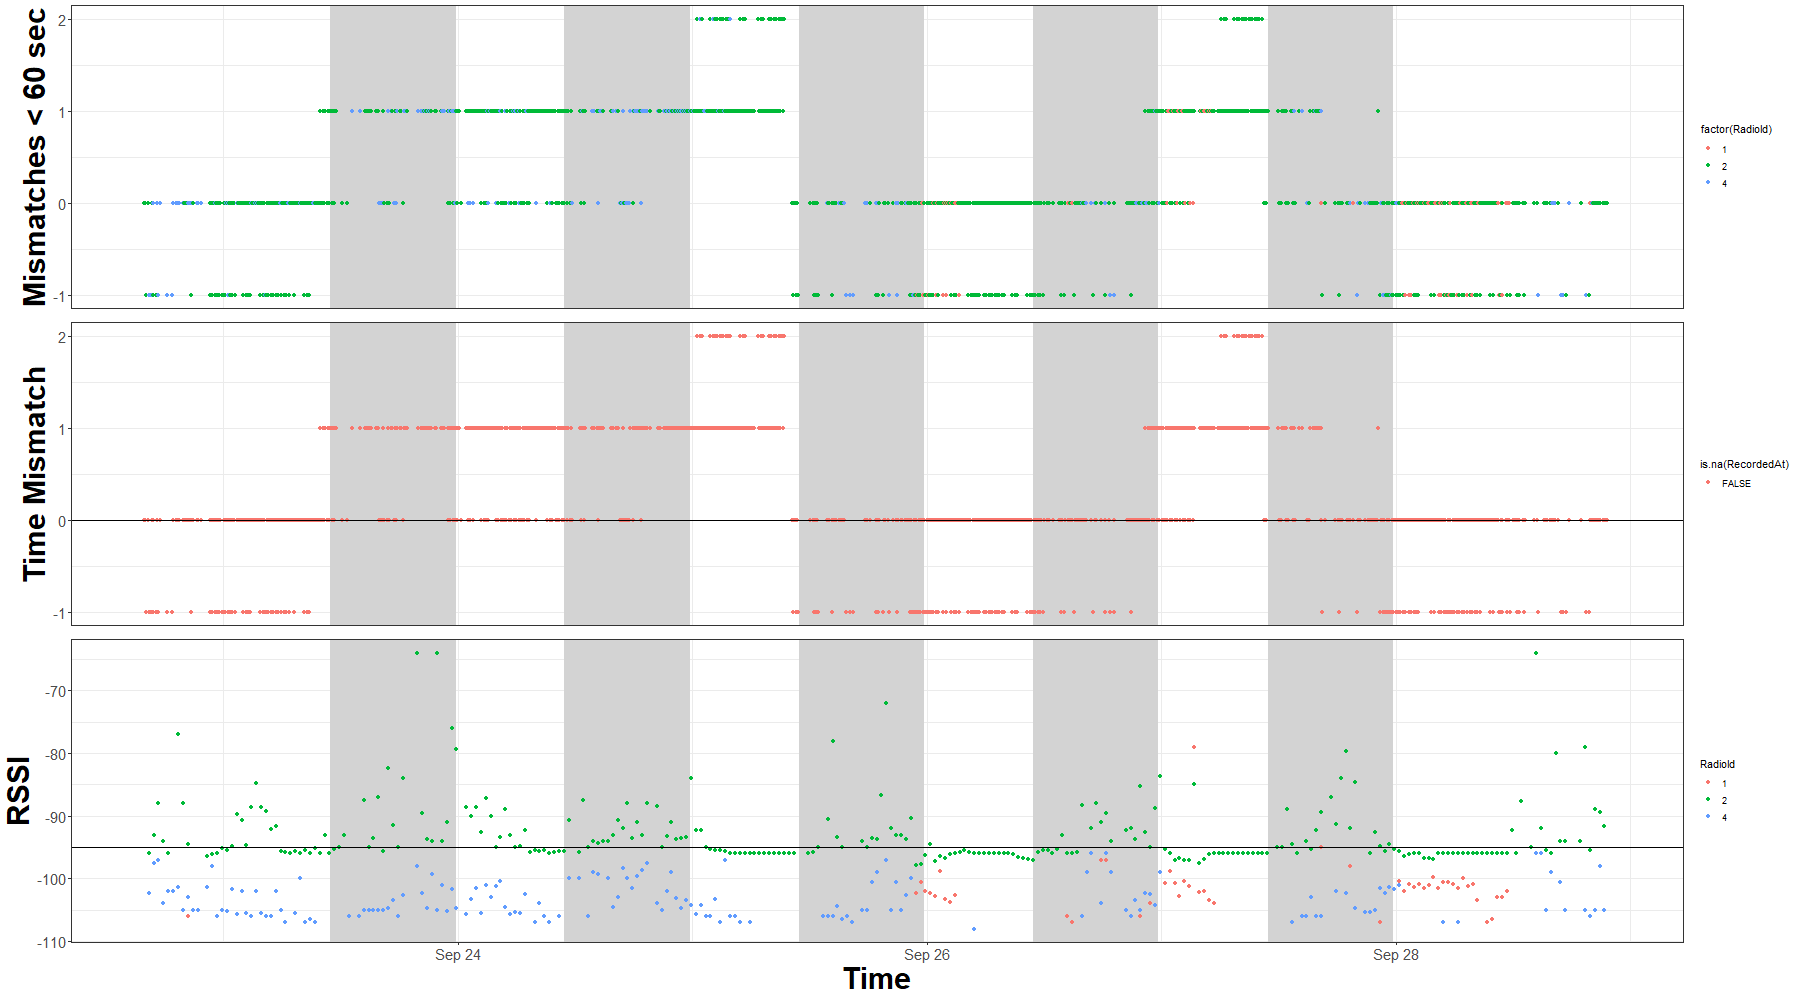 Mismatches < 60 sec
2
1
0
-1
factor(RadioId)
1
2
4
Time Mismatch
2
1
0
-1
is.na(RecordedAt)
FALSE
RSSI
-70
-80
-90
-100
-110
RadioId
1
2
4
Sep 24
Sep 26
Sep 28
Time